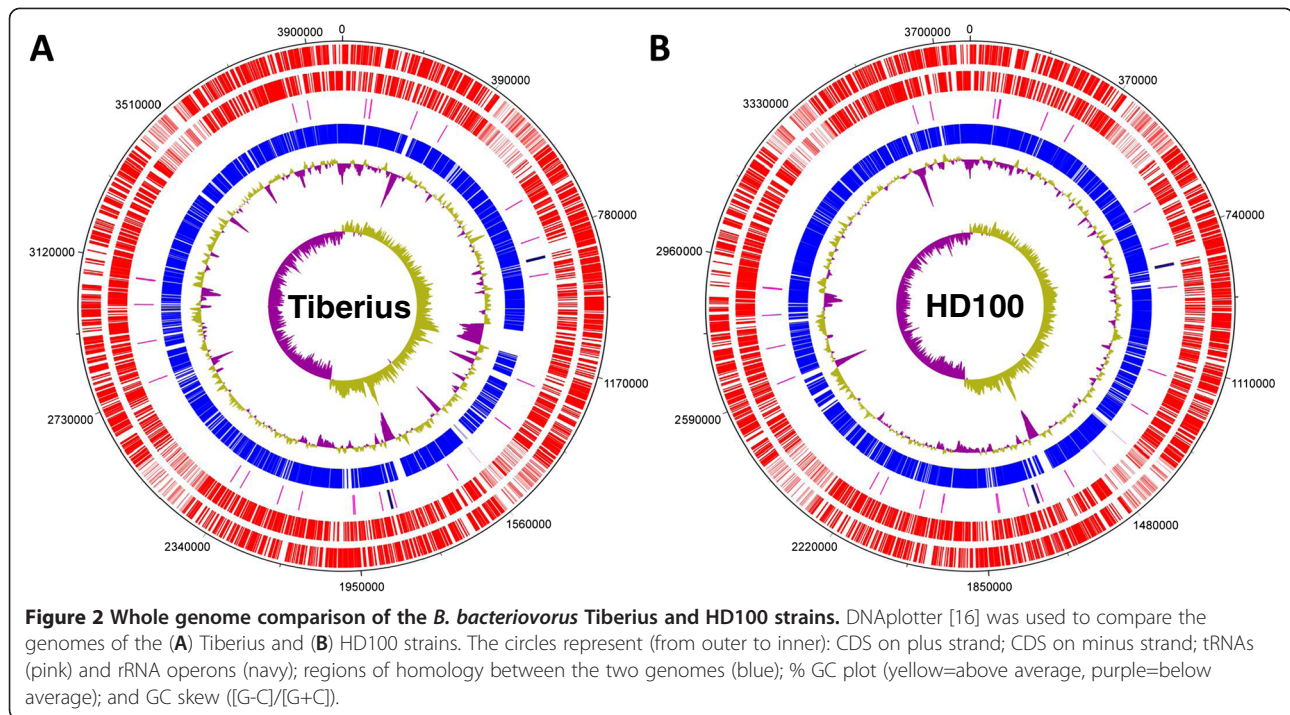 A
B
0
390000
780000
1170000
1560000
1950000
2340000
2730000
3120000
3510000
3900000
Tiberius
0
370000
740000
1110000
1480000
1850000
2220000
2590000
2960000
3330000
3700000
HD100
Figure 2 Whole genome comparison of the B. bacteriovorus Tiberius and HD100 strains. DNAplotter [16] was used to compare the
genomes of the (A) Tiberius and (B) HD100 strains. The circles represent (from outer to inner): CDS on plus strand; CDS on minus strand; tRNAs
(pink) and rRNA operons (navy); regions of homology between the two genomes (blue); % GC plot (yellow=above average, purple=below
average); and GC skew ([G-C]/[G+C]).